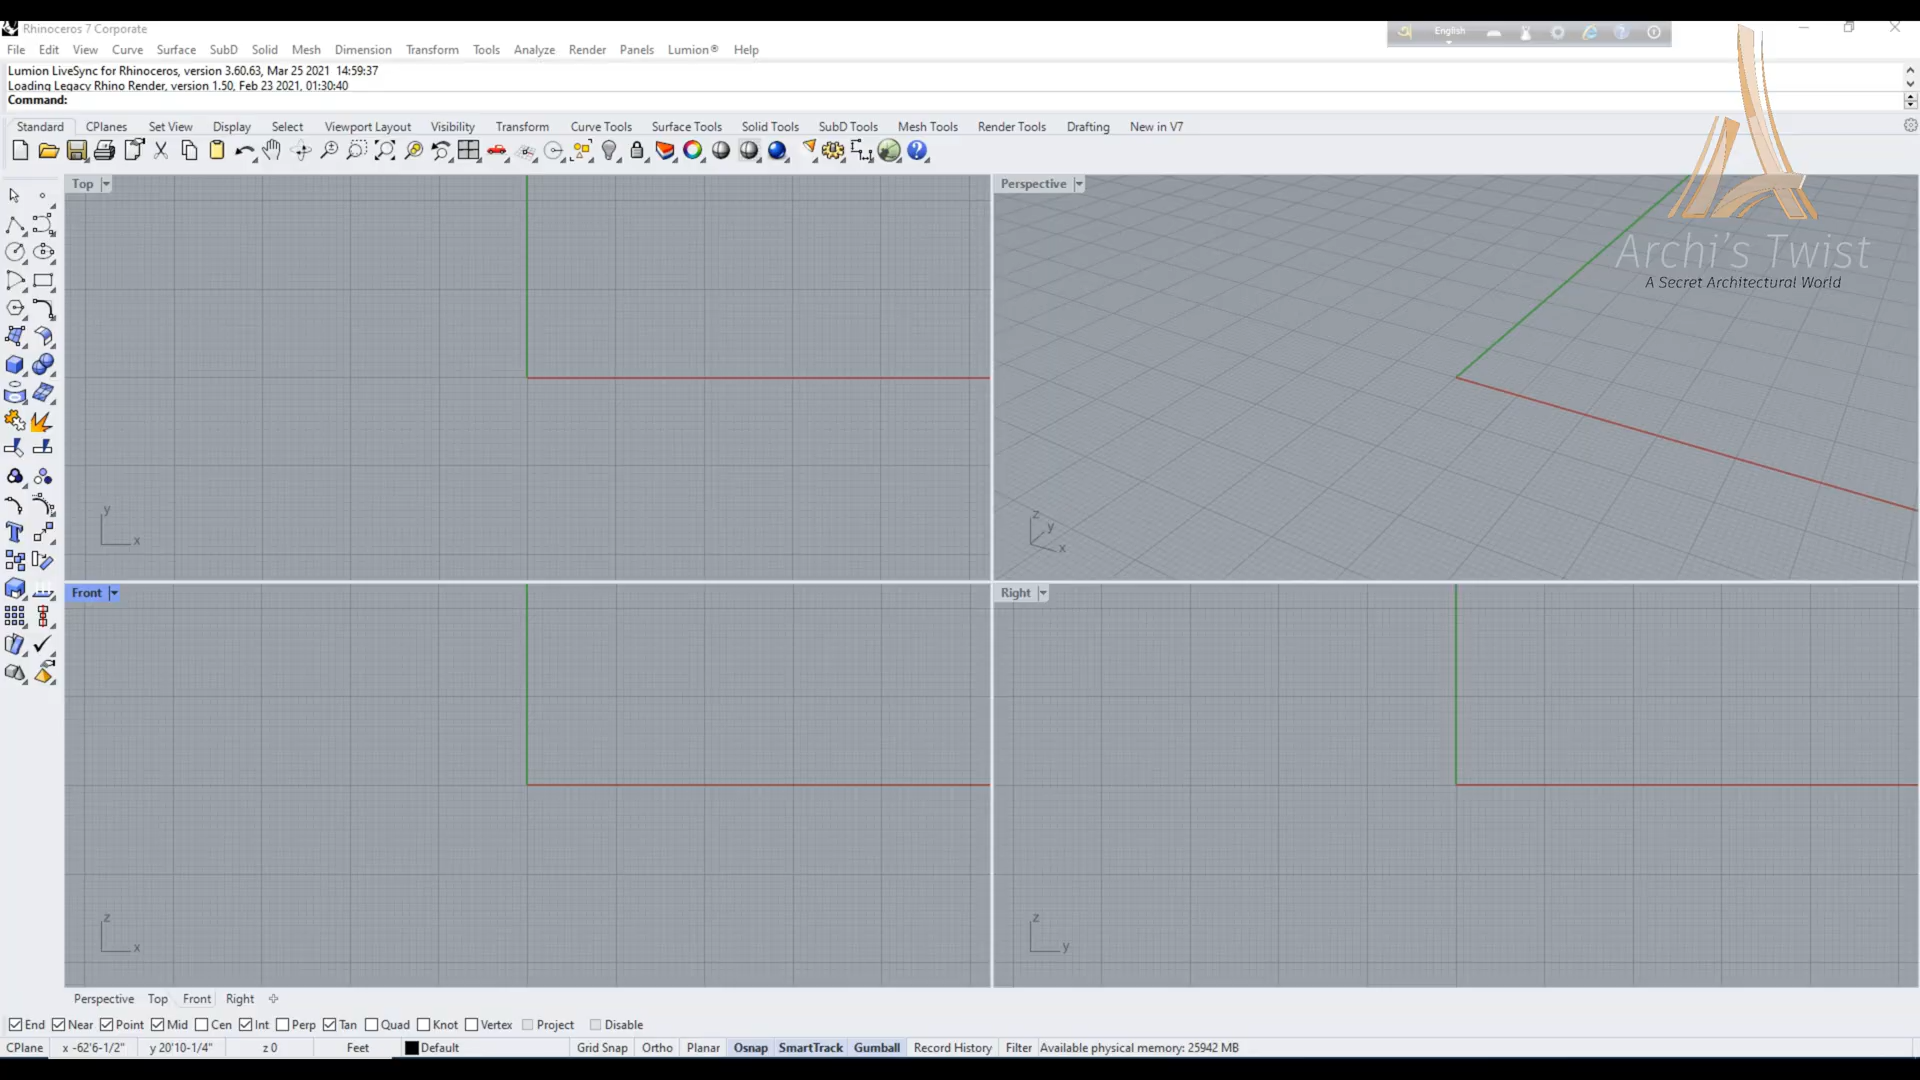 Rhinoceros 7 Corporate
English
File Edit View Curve Surface SubD Solid Mesh Dimension Transform Tools Analyze Render Panels Lumion® Help
Lumion LiveSync for Rhinoceros, version 3.60.63, Mar 25 2021 14:59:37
Loading Legacy Rhino Render, version 1.50, Feb 23 2021, 01:30:40
Command:
Standard CPlanes Set View Display Select Viewport Layout Visibility Transform Curve Tools Surface Tools Solid Tools SubD Tools Mesh Tools Render Tools Drafting New in V7
Top
Perspective
Archi's Twist
A Secret Architectural World
y
x
z
y
x
Front
Right
z
x
z
y
Perspective Top Front Right
End Near Point Mid Cen Int Perp Tan Quad Knot Vertex Project Disable
CPlane x -62'6-1/2" y 20'10-1/4" z 0 Feet Default Grid Snap Ortho Planar Osnap SmartTrack Gumball Record History Filter Available physical memory: 25942 MB